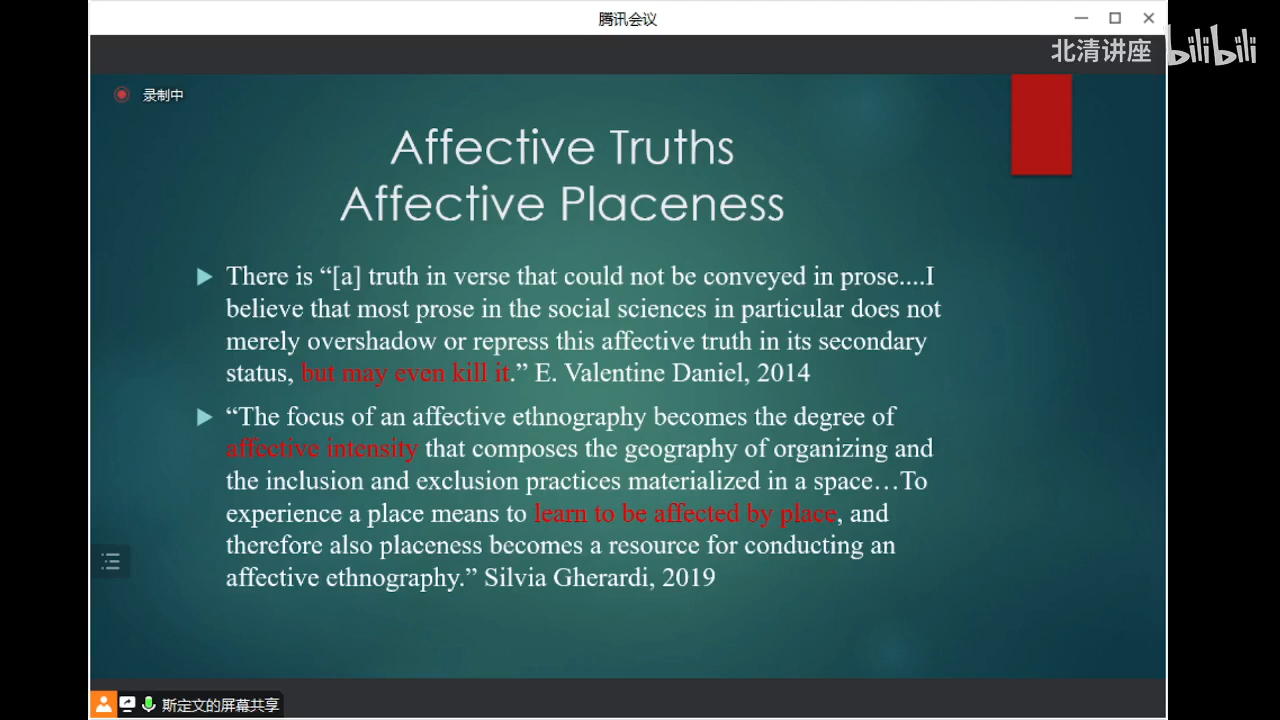 腾讯会议
北清讲座 bilibili
录制中
Affective Truths
Affective Placeness
There is “[a] truth in verse that could not be conveyed in prose....I
believe that most prose in the social sciences in particular does not
merely overshadow or repress this affective truth in its secondary
status, but may even kill it.” E. Valentine Daniel, 2014
“The focus of an affective ethnography becomes the degree of
affective intensity that composes the geography of organizing and
the inclusion and exclusion practices materialized in a space…To
experience a place means to learn to be affected by place, and
therefore also placeness becomes a resource for conducting an
affective ethnography.” Silvia Gherardi, 2019
斯定文的屏幕共享